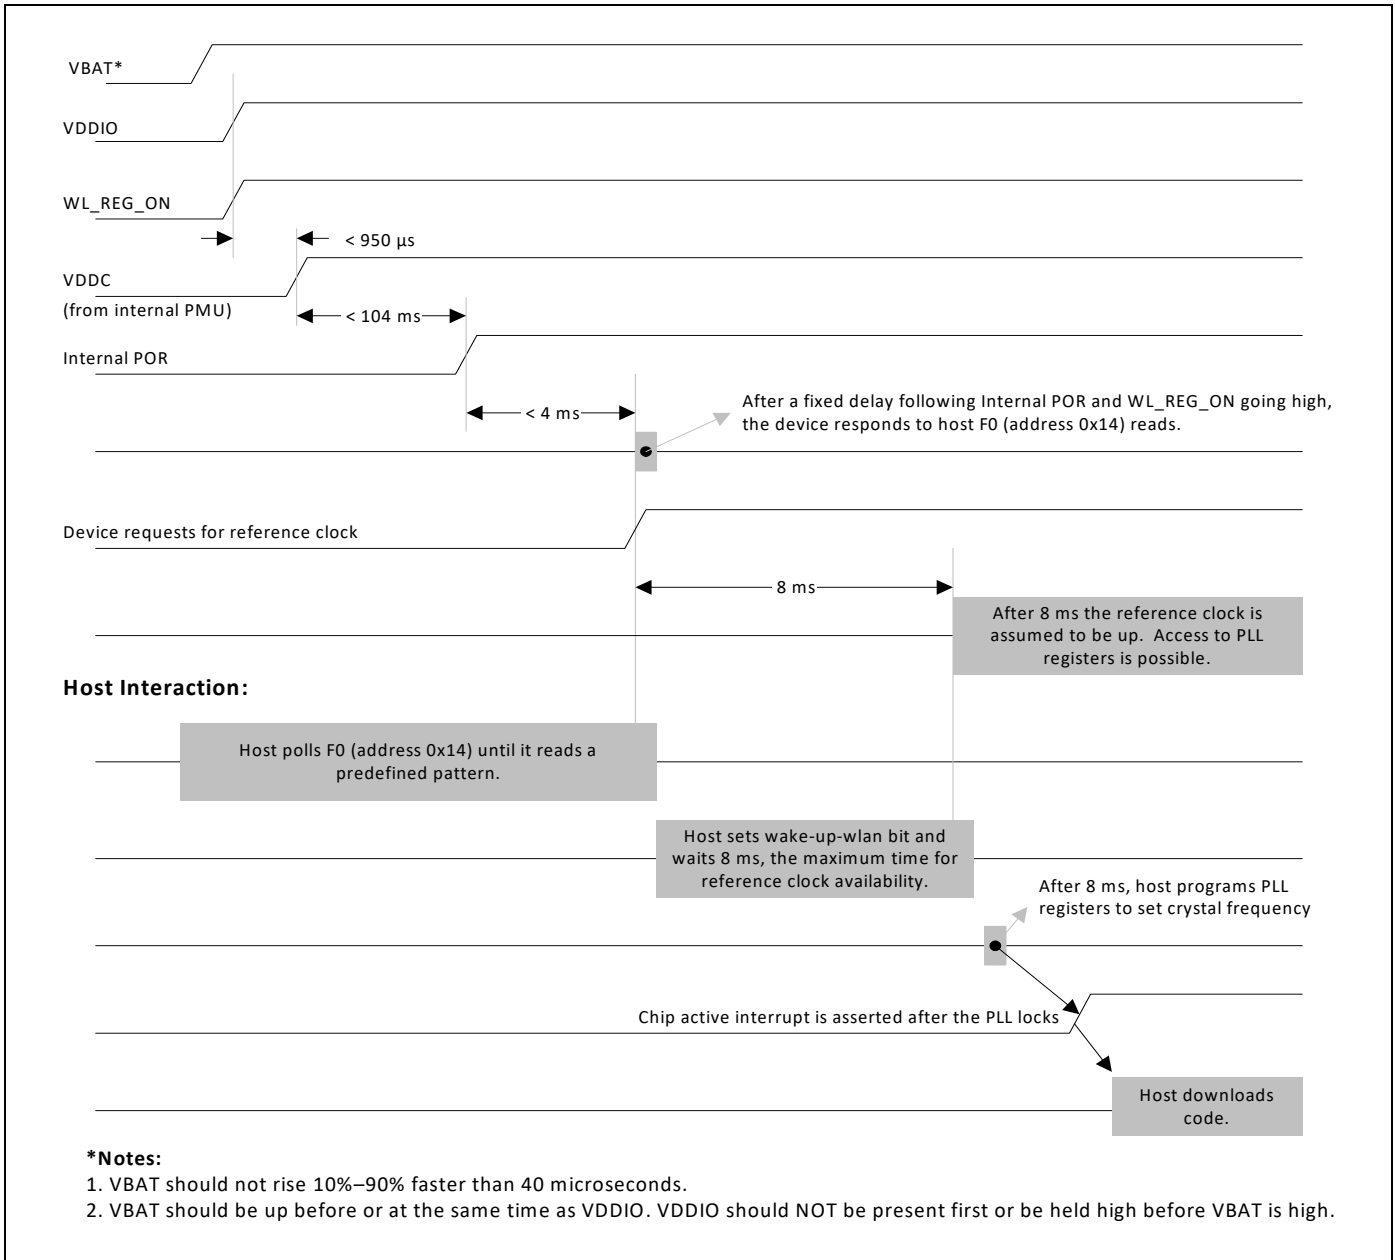 VBAT*
VDDIO
WL_REG_ON
< 950 µs
VDDC
(from internal PMU)
< 104 ms
Internal POR
< 4 ms
After a fixed delay following Internal POR and WL_REG_ON going high,
the device responds to host F0 (address 0x14) reads.
Device requests for reference clock
8 ms
After 8 ms the reference clock is
assumed to be up. Access to PLL
registers is possible.
Host Interaction:
Host polls F0 (address 0x14) until it reads a
predefined pattern.
Host sets wake-up-wlan bit and
waits 8 ms, the maximum time for
reference clock availability.
After 8 ms, host programs PLL
registers to set crystal frequency
Chip active interrupt is asserted after the PLL locks
Host downloads
code.
*Notes:
1. VBAT should not rise 10%–90% faster than 40 microseconds.
2. VBAT should be up before or at the same time as VDDIO. VDDIO should NOT be present first or be held high before VBAT is high.